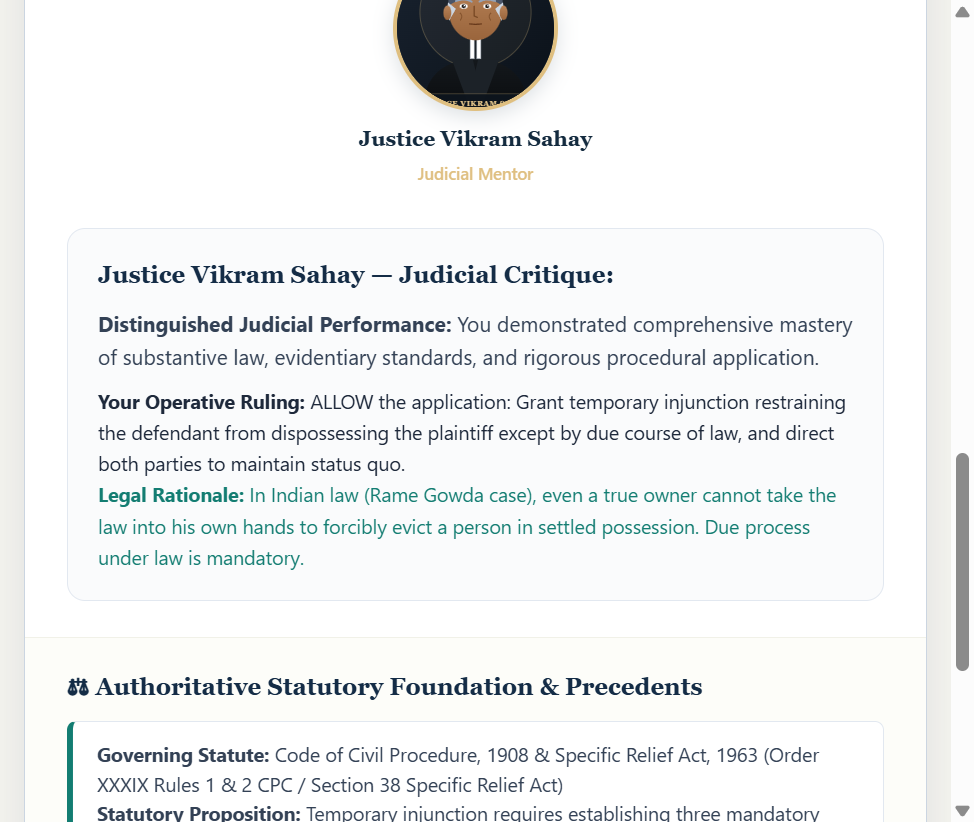 CE VIKRAM S
Justice Vikram Sahay
Judicial Mentor
Justice Vikram Sahay — Judicial Critique:
Distinguished Judicial Performance: You demonstrated comprehensive mastery
of substantive law, evidentiary standards, and rigorous procedural application.
Your Operative Ruling: ALLOW the application: Grant temporary injunction restraining
the defendant from dispossessing the plaintiff except by due course of law, and direct
both parties to maintain status quo.
Legal Rationale: In Indian law (Rame Gowda case), even a true owner cannot take the
law into his own hands to forcibly evict a person in settled possession. Due process
under law is mandatory.
⚖️ Authoritative Statutory Foundation & Precedents
Governing Statute: Code of Civil Procedure, 1908 & Specific Relief Act, 1963 (Order
XXXIX Rules 1 & 2 CPC / Section 38 Specific Relief Act)
Statutory Proposition: Temporary injunction requires establishing three mandatory